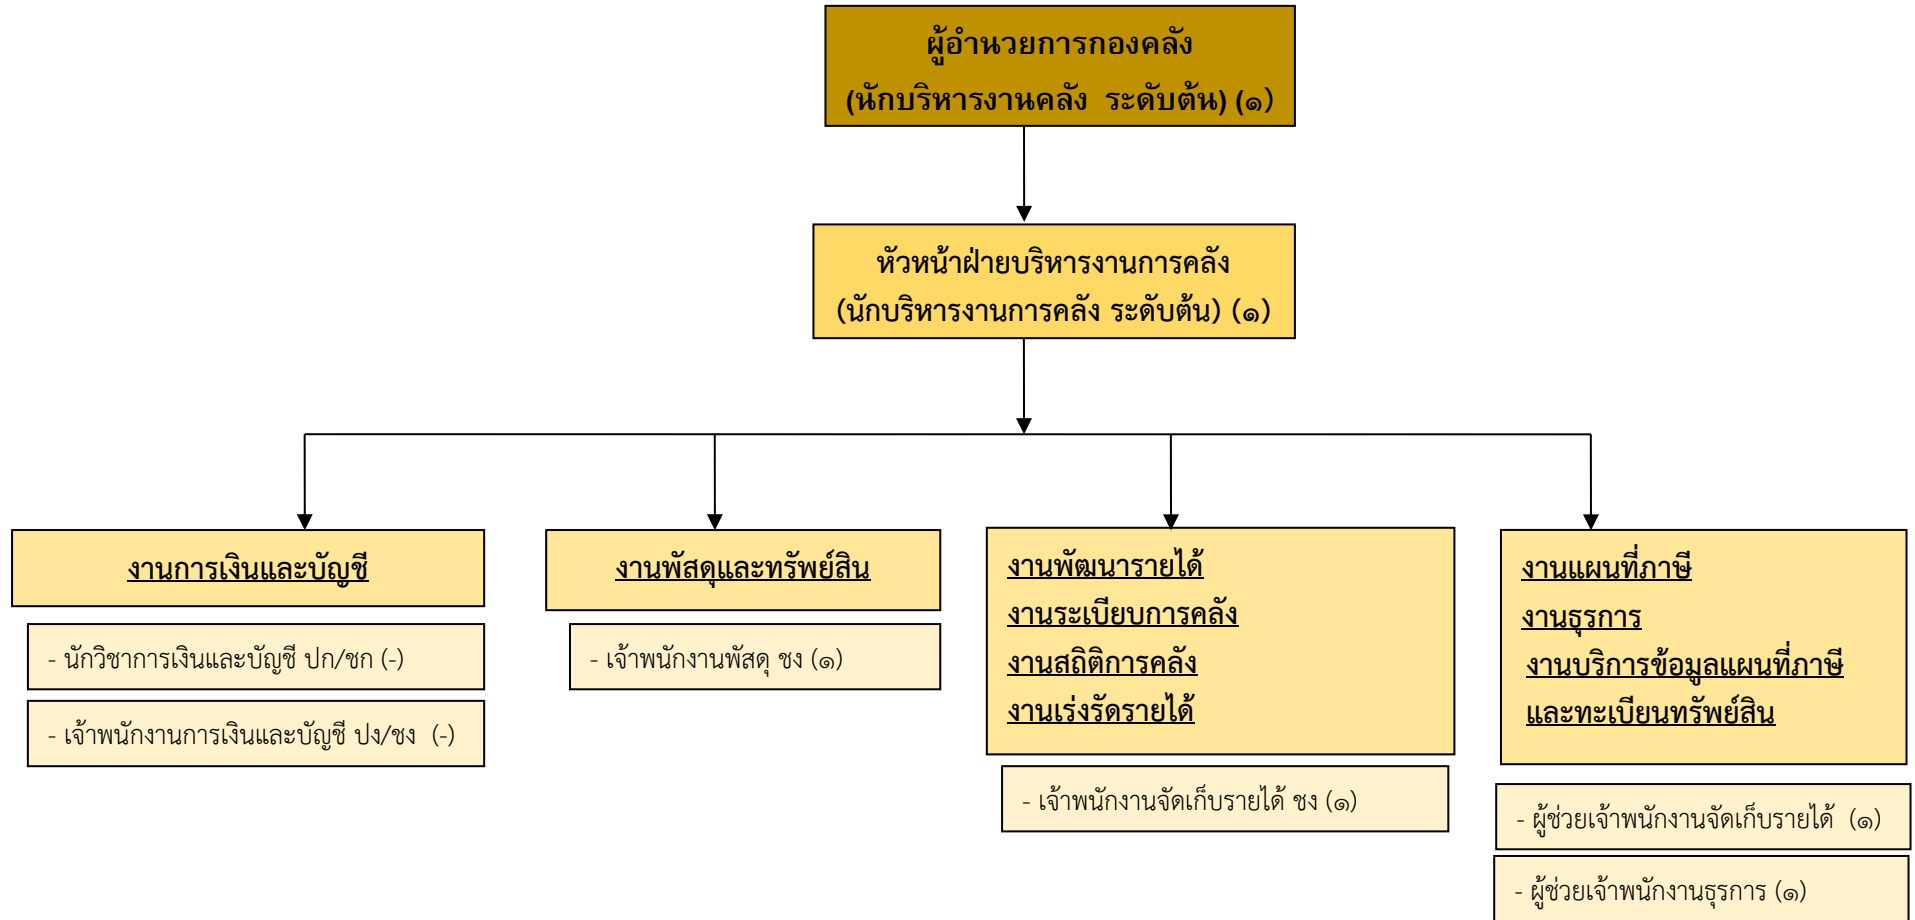 ผู้อำนวยการกองคลัง
(นักบริหารงานคลัง ระดับต้น) (๑)
หัวหน้าฝ่ายบริหารงานการคลัง
(นักบริหารงานการคลัง ระดับต้น) (๑)
งานการเงินและบัญชี
- นักวิชาการเงินและบัญชี ปก/ชก (-)
- เจ้าพนักงานการเงินและบัญชี ปง/ชง (-)
งานพัสดุและทรัพย์สิน
- เจ้าพนักงานพัสดุ ชง (๑)
งานพัฒนารายได้
งานระเบียบการคลัง
งานสถิติการคลัง
งานเร่งรัดรายได้
- เจ้าพนักงานจัดเก็บรายได้ ชง (๑)
งานแผนที่ภาษี
งานธุรการ
งานบริการข้อมูลแผนที่ภาษี
และทะเบียนทรัพย์สิน
- ผู้ช่วยเจ้าพนักงานจัดเก็บรายได้ (๑)
- ผู้ช่วยเจ้าพนักงานธุรการ (๑)